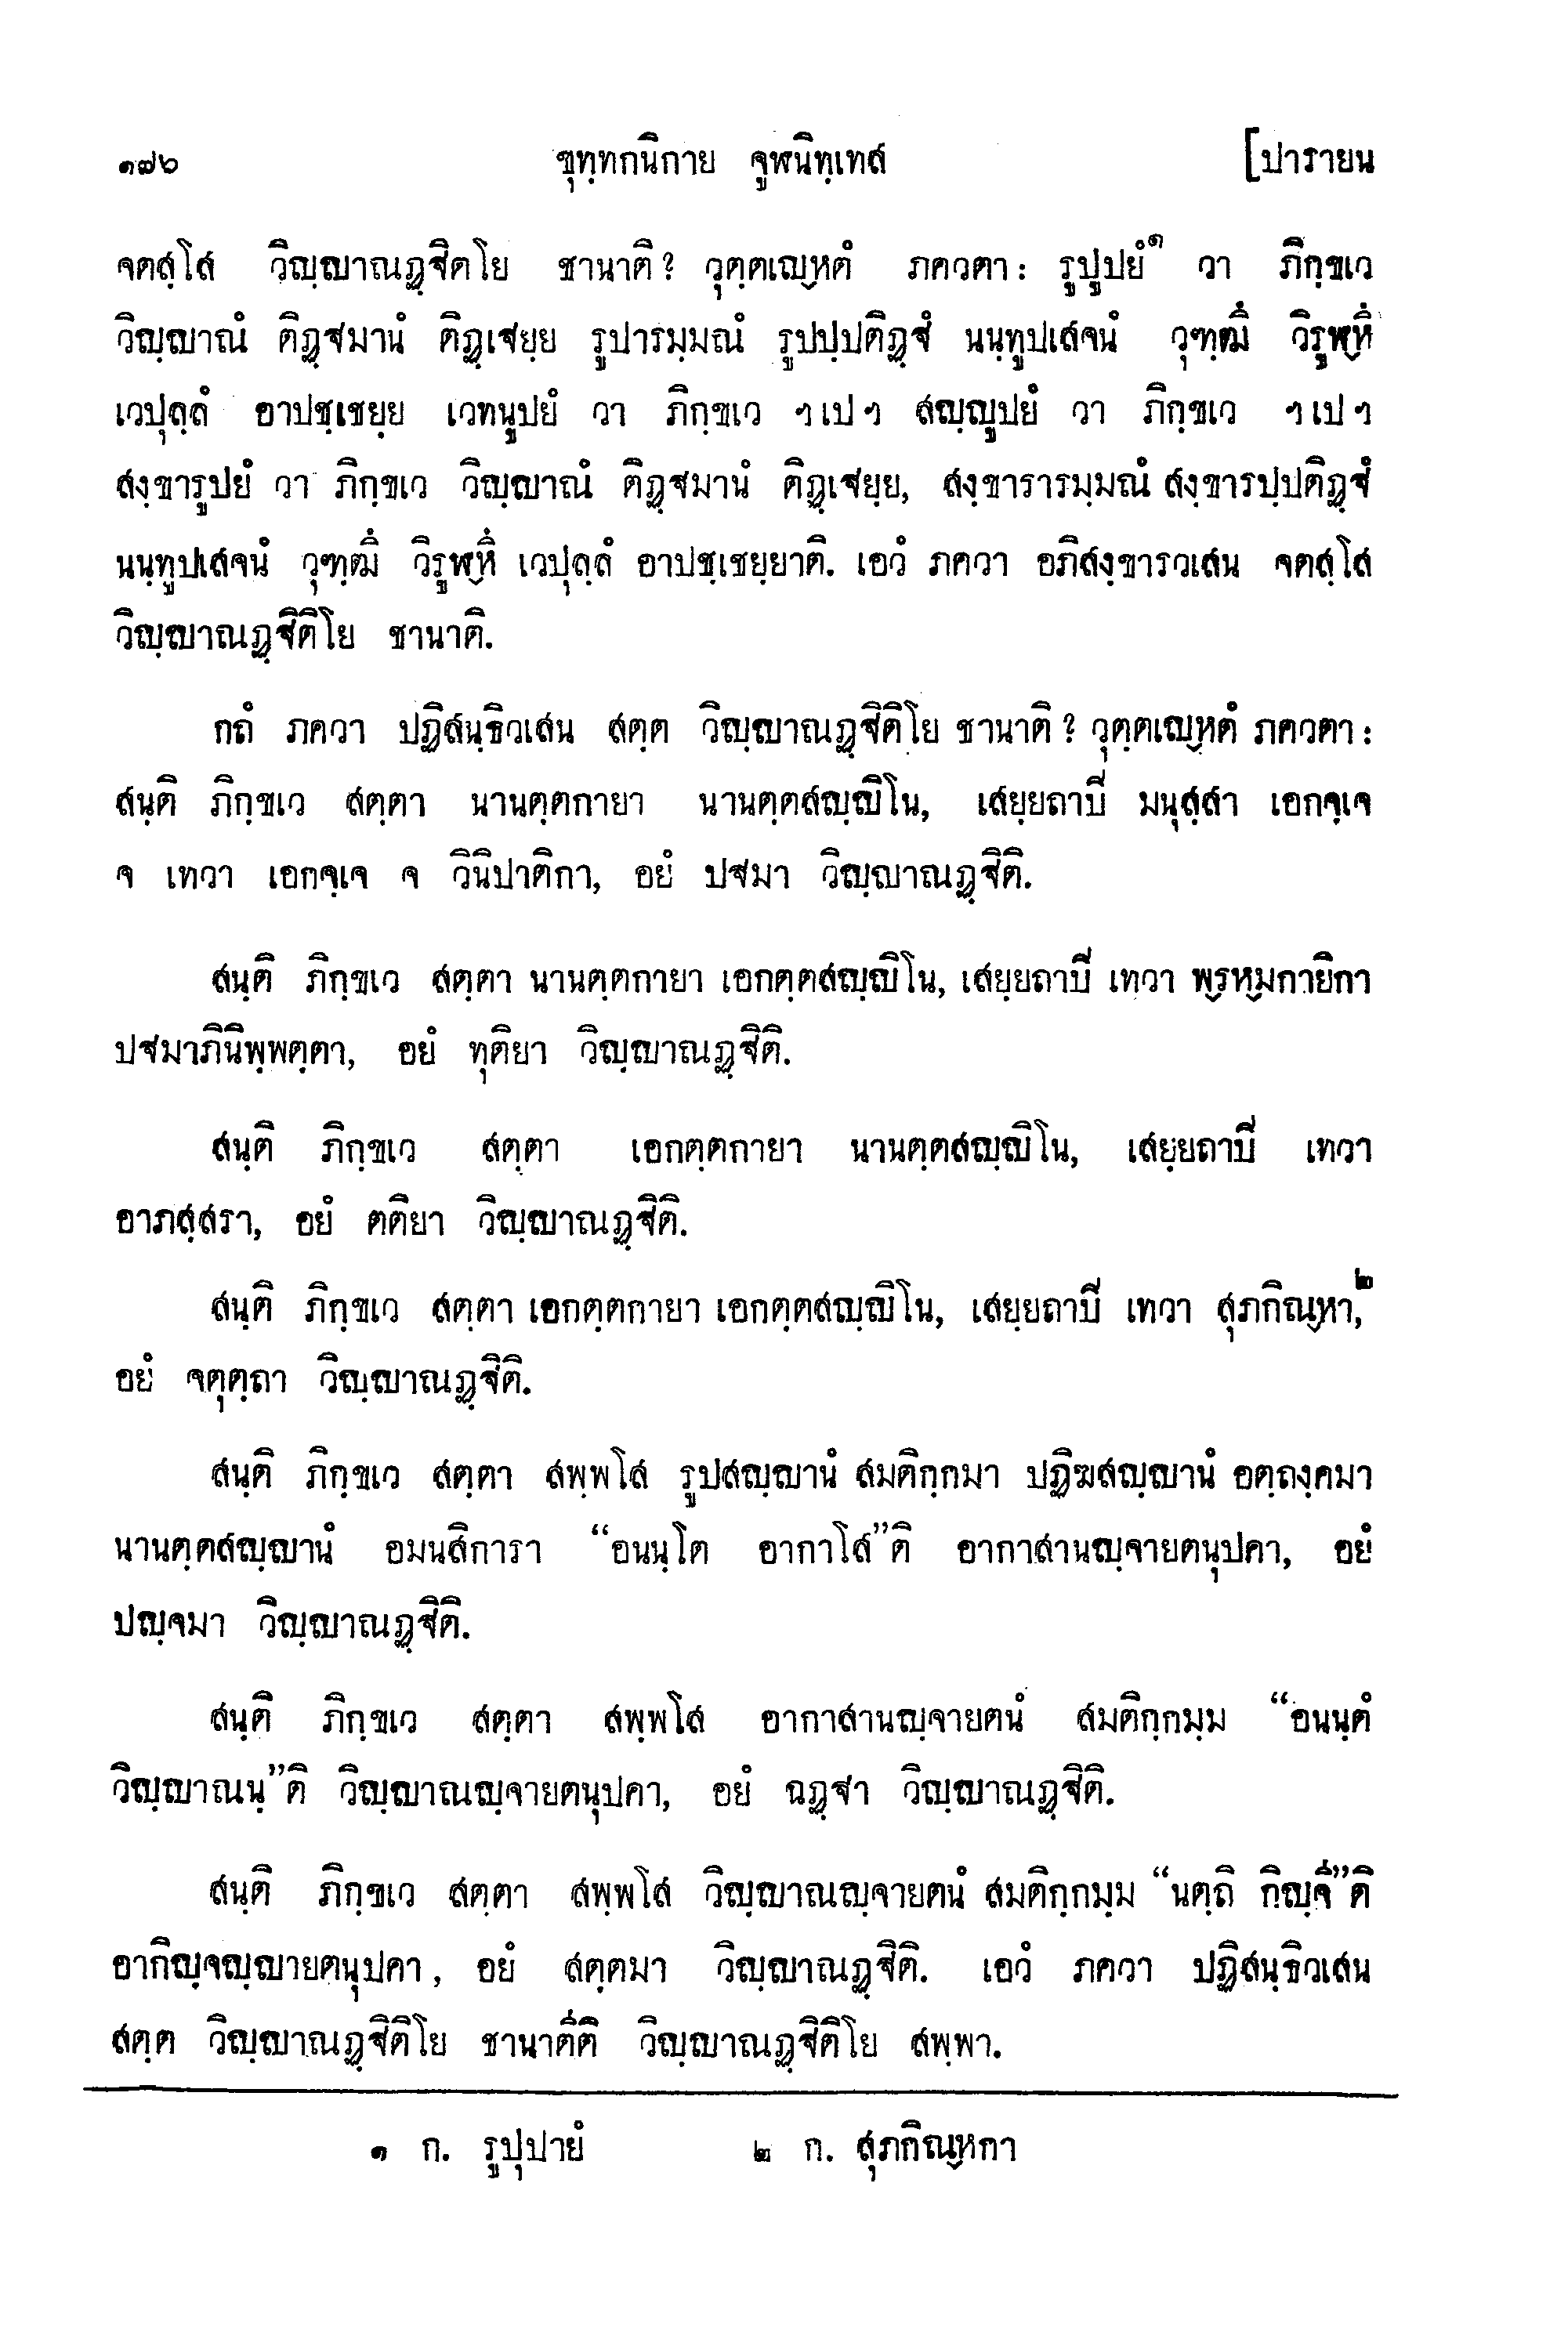 ๑๗๖ ขุทฺทกนิกาย จูฬนิทฺเทส [ปารายน
จตสฺโส วิญฺญาณฏฺฐิติโย ชานาติ? วุตฺตเญฺหตํ ภควตา: รูปูปยํ๑ วา ภิกฺขเว
วิญฺญาณํ ติฏฺฐมานํ ติฏฺเฐยฺย รูปารมฺมณํ รูปปฺปติฏฺฐํ นนฺทูปเสจนํ วุฑฺฒึ วิรูฬฺหึ
เวปุลฺลํ อาปชฺเชยฺย เวทนูปยํ วา ภิกฺขเว ฯเปฯ สญฺญูปยํ วา ภิกฺขเว ฯเปฯ
สงฺขารูปยํ วา ภิกฺขเว วิญฺญาณํ ติฏฺฐมานํ ติฏฺเฐยฺย, สงฺขารารมฺมณํ สงฺขารปฺปติฏฺฐํ
นนฺทูปเสจนํ วุฑฺฒึ วิรูฬฺหึ เวปุลฺลํ อาปชฺเชยฺยาติ. เอวํ ภควา อภิสงฺขารวเสน จตสฺโส
วิญฺญาณฏฺฐิติโย ชานาติ.
กถํ ภควา ปฏิสนฺธิวเสน สตฺต วิญฺญาณฏฺฐิติโย ชานาติ? วุตฺตเญฺหตํ ภควตา:
สนฺติ ภิกฺขเว สตฺตา นานตฺตกายา นานตฺตสญฺญิโน, เสยฺยถาปิ มนุสฺสา เอกจฺเจ
จ เทวา เอกจฺเจ จ วินิปาติกา, อยํ ปฐมา วิญฺญาณฏฺฐิติ.
สนฺติ ภิกฺขเว สตฺตา นานตฺตกายา เอกตฺตสญฺญิโน, เสยฺยถาปิ เทวา พฺรหฺมกายิกา
ปฐมาภินิพฺพตฺตา, อยํ ทุติยา วิญฺญาณฏฺฐิติ.
สนฺติ ภิกฺขเว สตฺตา เอกตฺตกายา นานตฺตสญฺญิโน, เสยฺยถาปิ เทวา
อาภสฺสรา, อยํ ตติยา วิญฺญาณฏฺฐิติ.
สนฺติ ภิกฺขเว สตฺตา เอกตฺตกายา เอกตฺตสญฺญิโน, เสยฺยถาปิ เทวา สุภกิณฺหา,๒
อยํ จตุตฺถา วิญฺญาณฏฺฐิติ.
สนฺติ ภิกฺขเว สตฺตา สพฺพโส รูปสญฺญานํ สมติกฺกมา ปฏิฆสญฺญานํ อตฺถงฺคมา
นานตฺตสญฺญานํ อมนสิการา “อนนฺโต อากาโส”ติ อากาสานญฺจายตนุปคา, อยํ
ปญฺจมา วิญฺญาณฏฺฐิติ.
สนฺติ ภิกฺขเว สตฺตา สพฺพโส อากาสานญฺจายตนํ สมติกฺกมฺม “อนนฺตํ
วิญฺญาณนฺ”ติ วิญฺญาณญฺจายตนุปคา, อยํ ฉฏฺฐา วิญฺญาณฏฺฐิติ.
สนฺติ ภิกฺขเว สตฺตา สพฺพโส วิญฺญาณญฺจายตนํ สมติกฺกมฺม “นตฺถิ กิญฺจิ”ติ
อากิญฺจญฺญายตนุปคา, อยํ สตฺตมา วิญฺญาณฏฺฐิติ. เอวํ ภควา ปฏิสนฺธิวเสน
สตฺต วิญฺญาณฏฺฐิติโย ชานาตีติ วิญฺญาณฏฺฐิติโย สพฺพา.
๑ ก. รูปุปายํ ๒ ก. สุภกิณฺหกา